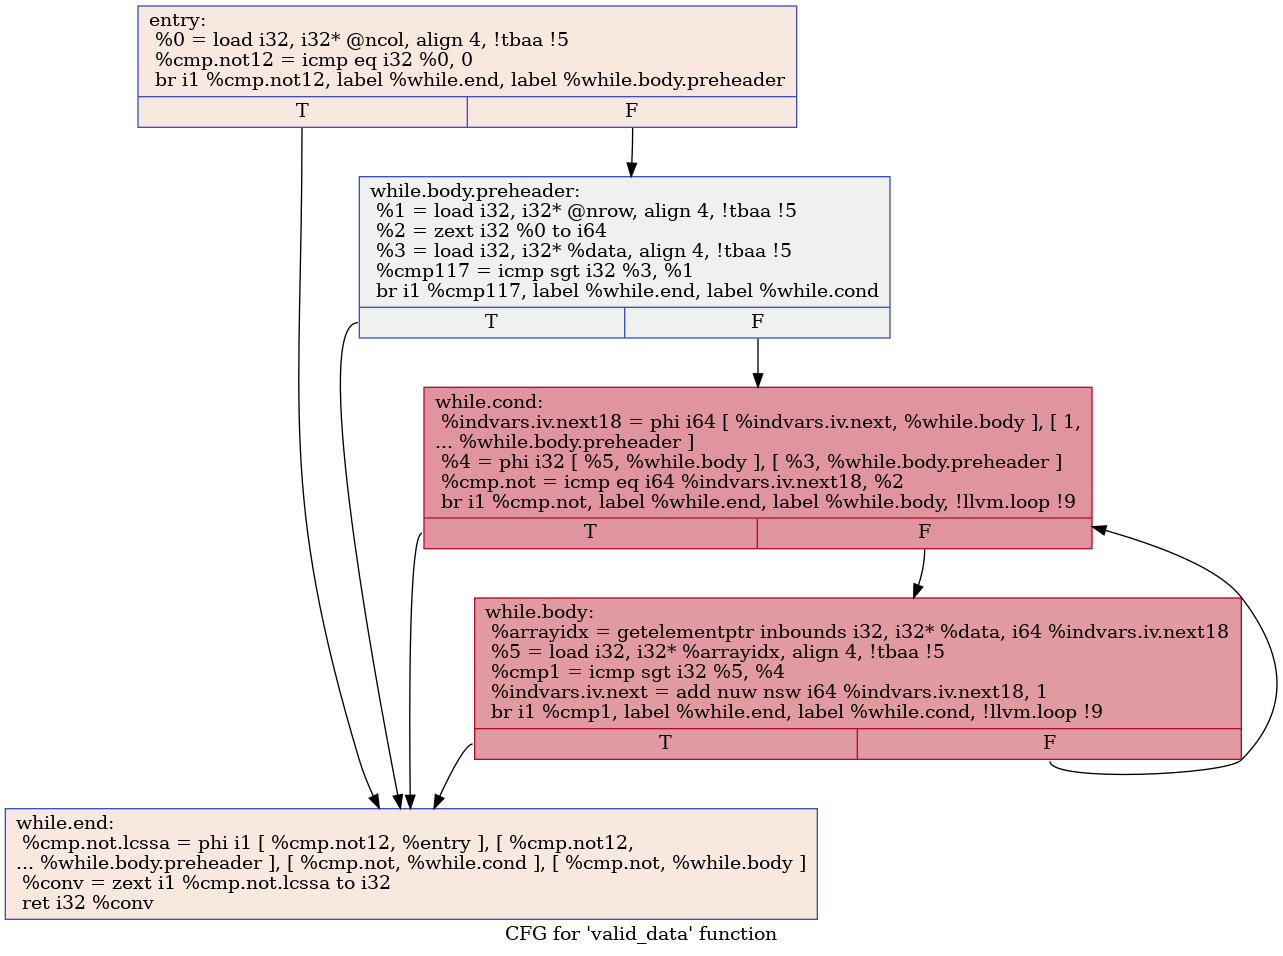 entry:
%0 = load i32, i32* @ncol, align 4, !tbaa !5
%cmp.not12 = icmp eq i32 %0, 0
br i1 %cmp.not12, label %while.end, label %while.body.preheader
T F
while.body.preheader:
%1 = load i32, i32* @nrow, align 4, !tbaa !5
%2 = zext i32 %0 to i64
%3 = load i32, i32* %data, align 4, !tbaa !5
%cmp117 = icmp sgt i32 %3, %1
br i1 %cmp117, label %while.end, label %while.cond
T F
while.cond:
%indvars.iv.next18 = phi i64 [ %indvars.iv.next, %while.body ], [ 1,
... %while.body.preheader ]
%4 = phi i32 [ %5, %while.body ], [ %3, %while.body.preheader ]
%cmp.not = icmp eq i64 %indvars.iv.next18, %2
br i1 %cmp.not, label %while.end, label %while.body, !llvm.loop !9
T F
while.body:
%arrayidx = getelementptr inbounds i32, i32* %data, i64 %indvars.iv.next18
%5 = load i32, i32* %arrayidx, align 4, !tbaa !5
%cmp1 = icmp sgt i32 %5, %4
%indvars.iv.next = add nuw nsw i64 %indvars.iv.next18, 1
br i1 %cmp1, label %while.end, label %while.cond, !llvm.loop !9
T F
while.end:
%cmp.not.lcssa = phi i1 [ %cmp.not12, %entry ], [ %cmp.not12,
... %while.body.preheader ], [ %cmp.not, %while.cond ], [ %cmp.not, %while.body ]
%conv = zext i1 %cmp.not.lcssa to i32
ret i32 %conv
CFG for 'valid_data' function